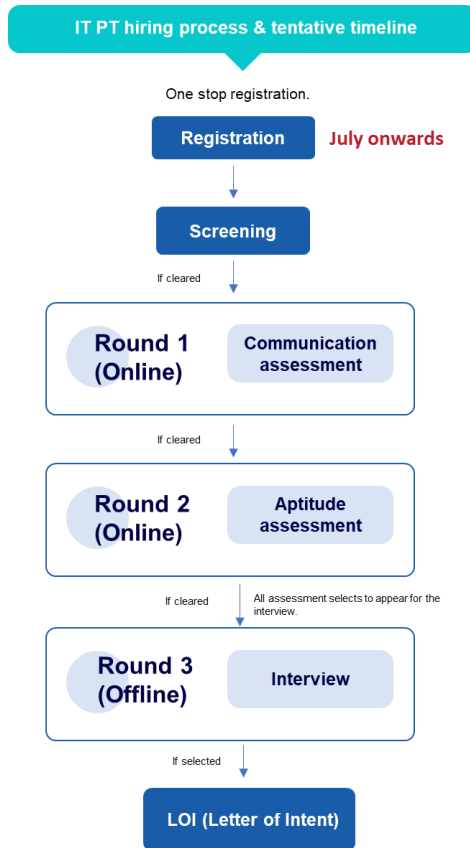 IT PT hiring process & tentative timeline
One stop registration.
Registration
July onwards
Screening
If cleared
Round 1
(Online)
Communication
assessment
If cleared
Round 2
(Online)
Aptitude
assessment
If cleared
All assessment selects to appear for the
interview.
Round 3
(Offline)
Interview
If selected
LOI (Letter of Intent)